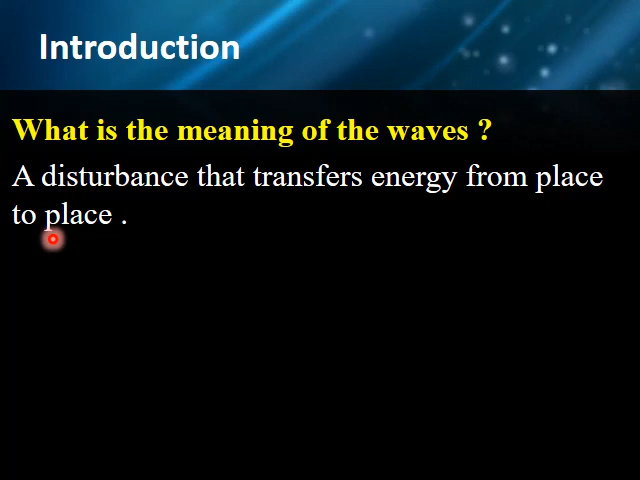 Introduction
What is the meaning of the waves ?
A disturbance that transfers energy from place
to place .